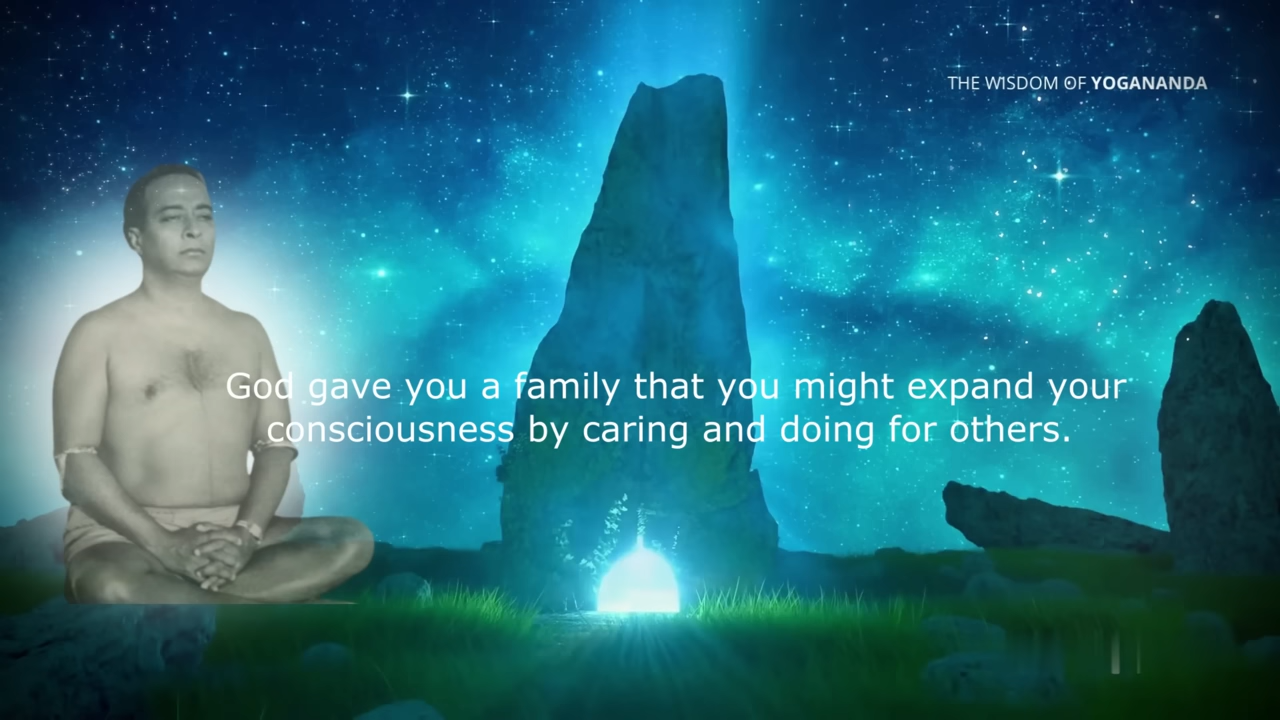 THE WISDOM OF YOGANANDA
God gave you a family that you might expand your
consciousness by caring and doing for others.